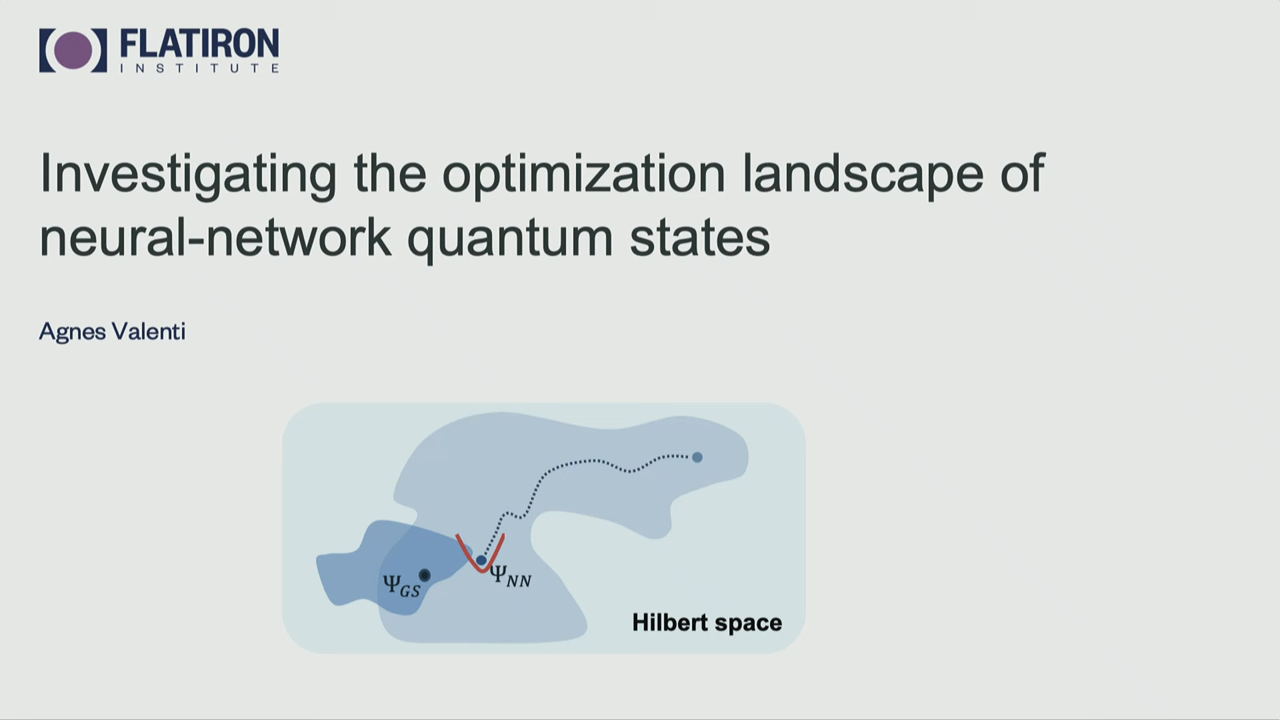 FLATIRON
INSTITUTE
Investigating the optimization landscape of
neural-network quantum states
Agnes Valenti
Ψ_GS
Ψ_NN
Hilbert space